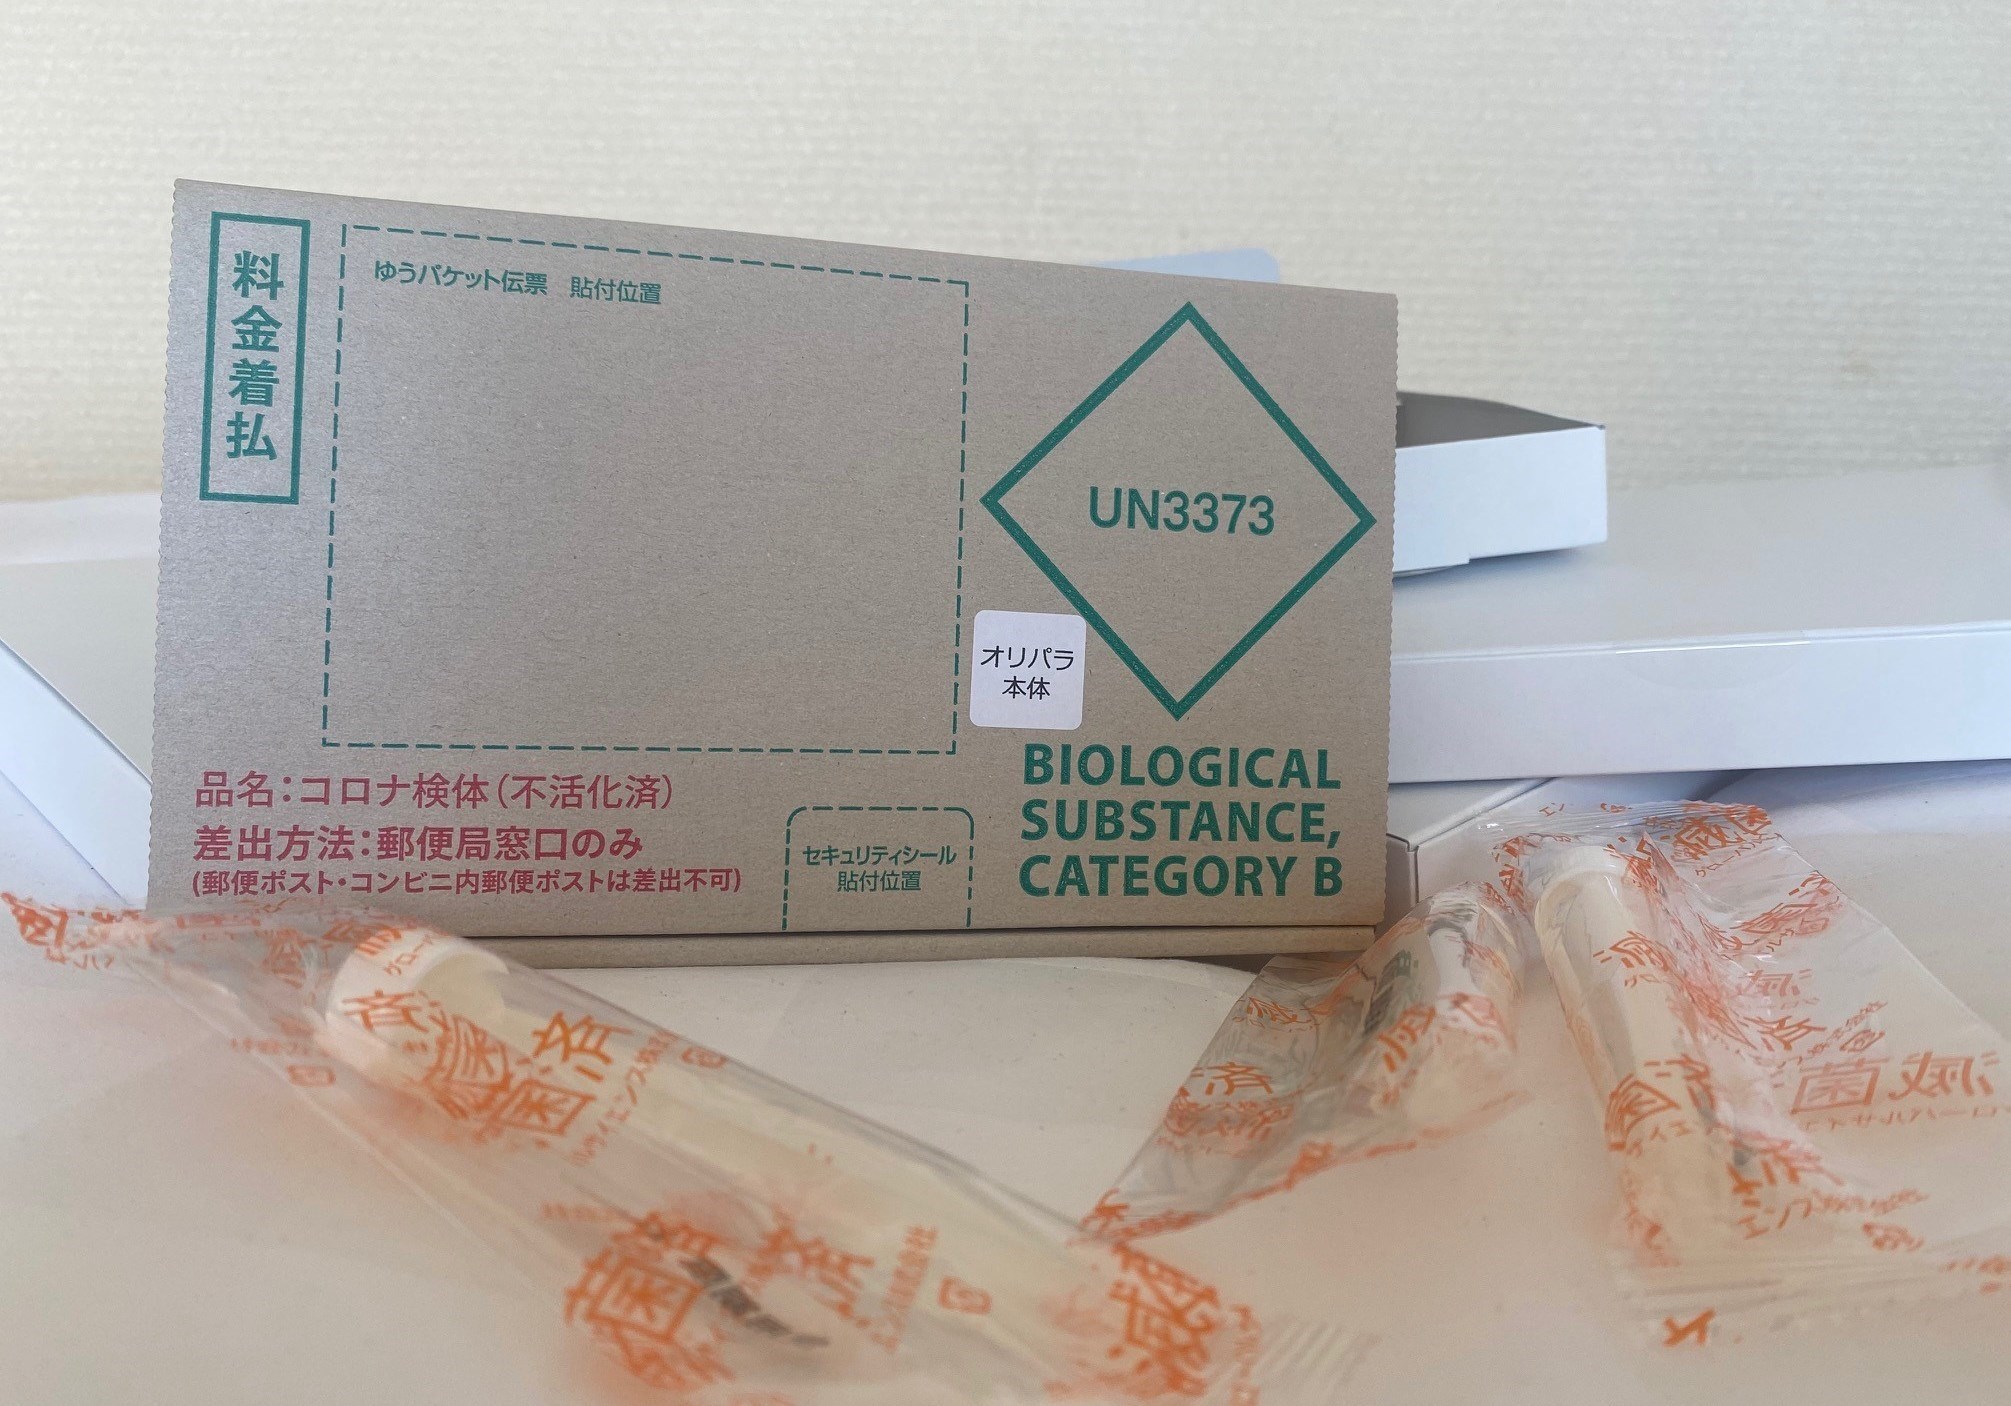 料金着払
ゆうパケット伝票　貼付位置
UN3373
オリパラ
本体
BIOLOGICAL
SUBSTANCE,
CATEGORY B
品名：コロナ検体（不活化済）
差出方法：郵便局窓口のみ
(郵便ポスト・コンビニ内郵便ポストは差出不可)
セキュリティシール
貼付位置
菌済
滅菌